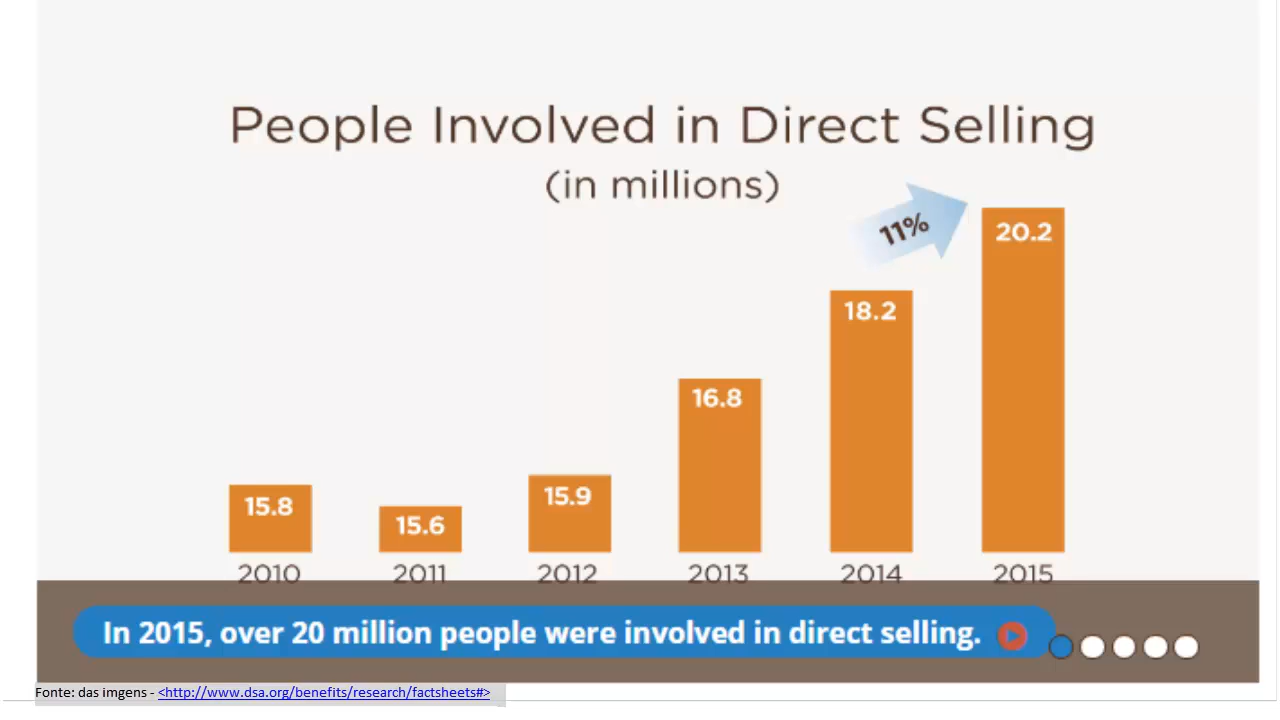 People Involved in Direct Selling
(in millions)
11%
20.2
18.2
16.8
15.8
15.6
15.9
2010 2011 2012 2013 2014 2015
In 2015, over 20 million people were involved in direct selling.
Fonte: das imgens - <http://www.dsa.org/benefits/research/factsheets#>